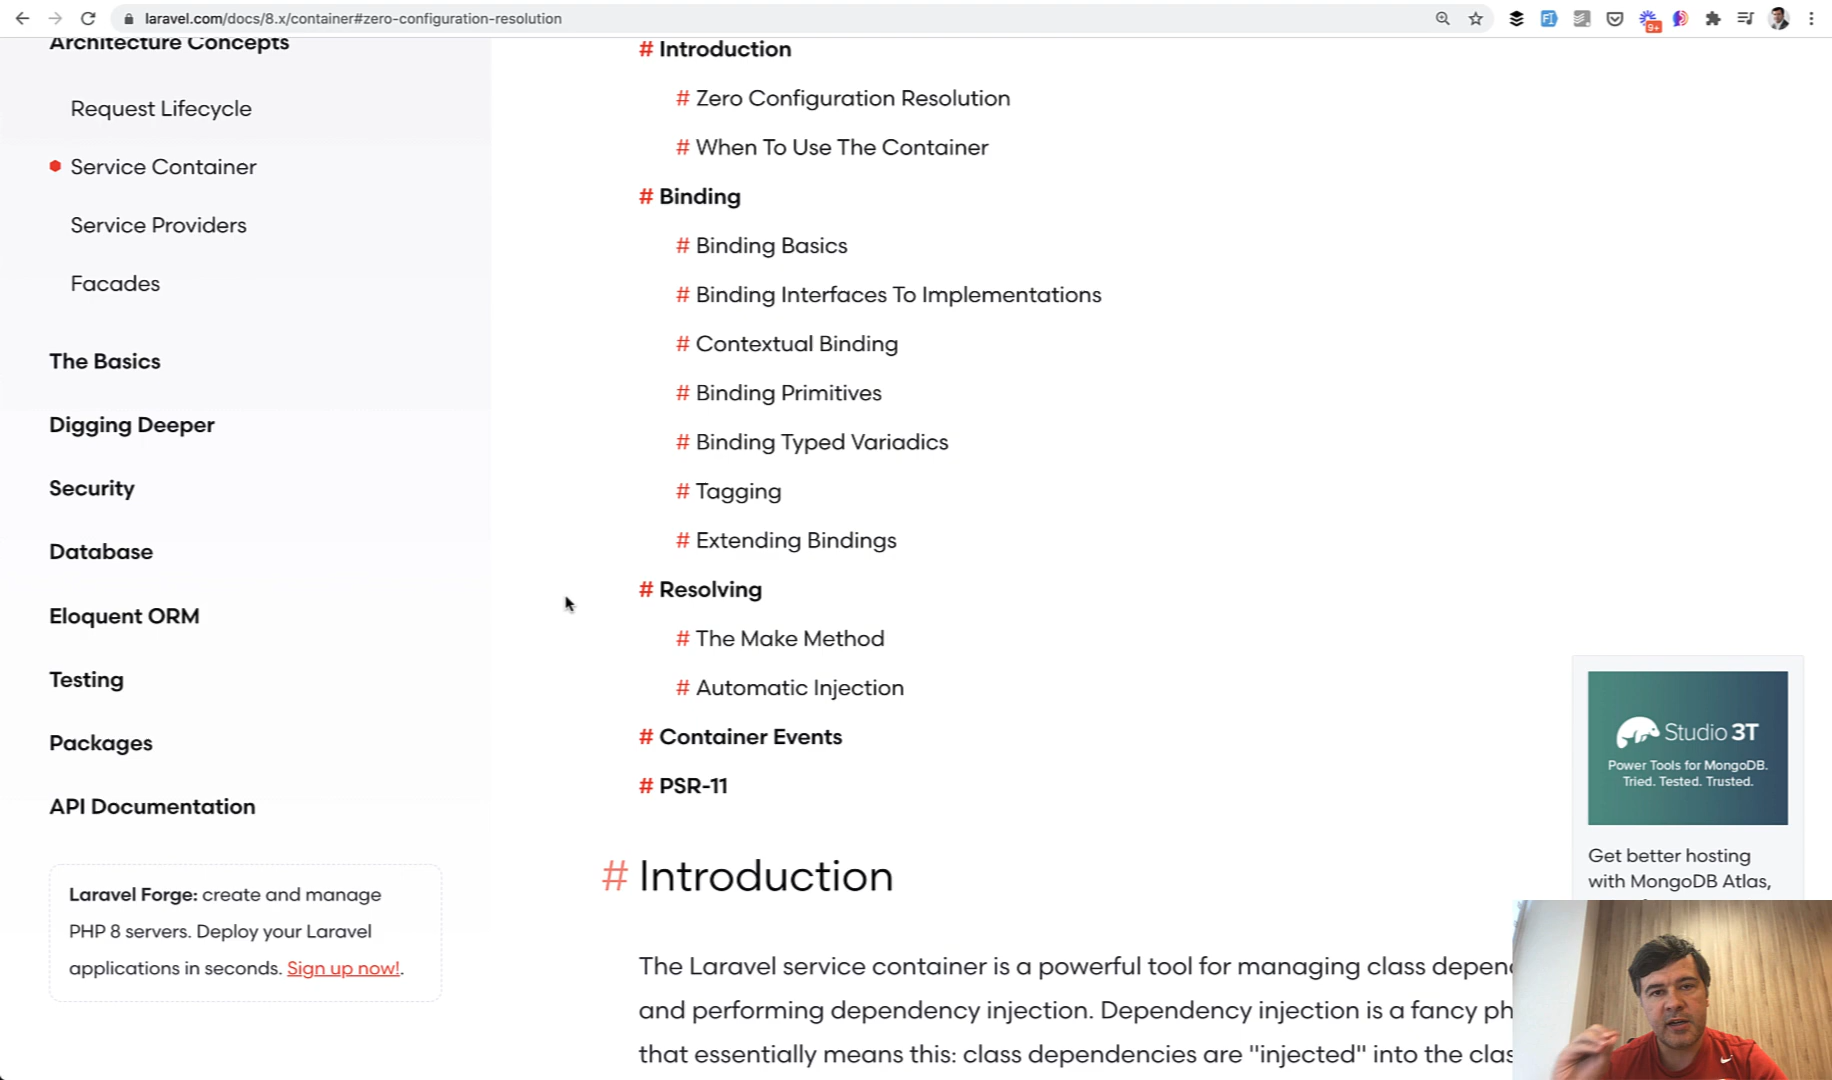 laravel.com/docs/8.x/container#zero-configuration-resolution
9+
Architecture Concepts
Request Lifecycle
Service Container
Service Providers
Facades
The Basics
Digging Deeper
Security
Database
Eloquent ORM
Testing
Packages
API Documentation
Laravel Forge: create and manage
PHP 8 servers. Deploy your Laravel
applications in seconds. Sign up now!.
# Introduction
# Zero Configuration Resolution
# When To Use The Container
# Binding
# Binding Basics
# Binding Interfaces To Implementations
# Contextual Binding
# Binding Primitives
# Binding Typed Variadics
# Tagging
# Extending Bindings
# Resolving
# The Make Method
# Automatic Injection
# Container Events
# PSR-11
# Introduction
The Laravel service container is a powerful tool for managing class depen
and performing dependency injection. Dependency injection is a fancy ph
that essentially means this: class dependencies are "injected" into the clas
Studio 3T
Power Tools for MongoDB.
Tried. Tested. Trusted.
Get better hosting
with MongoDB Atlas,